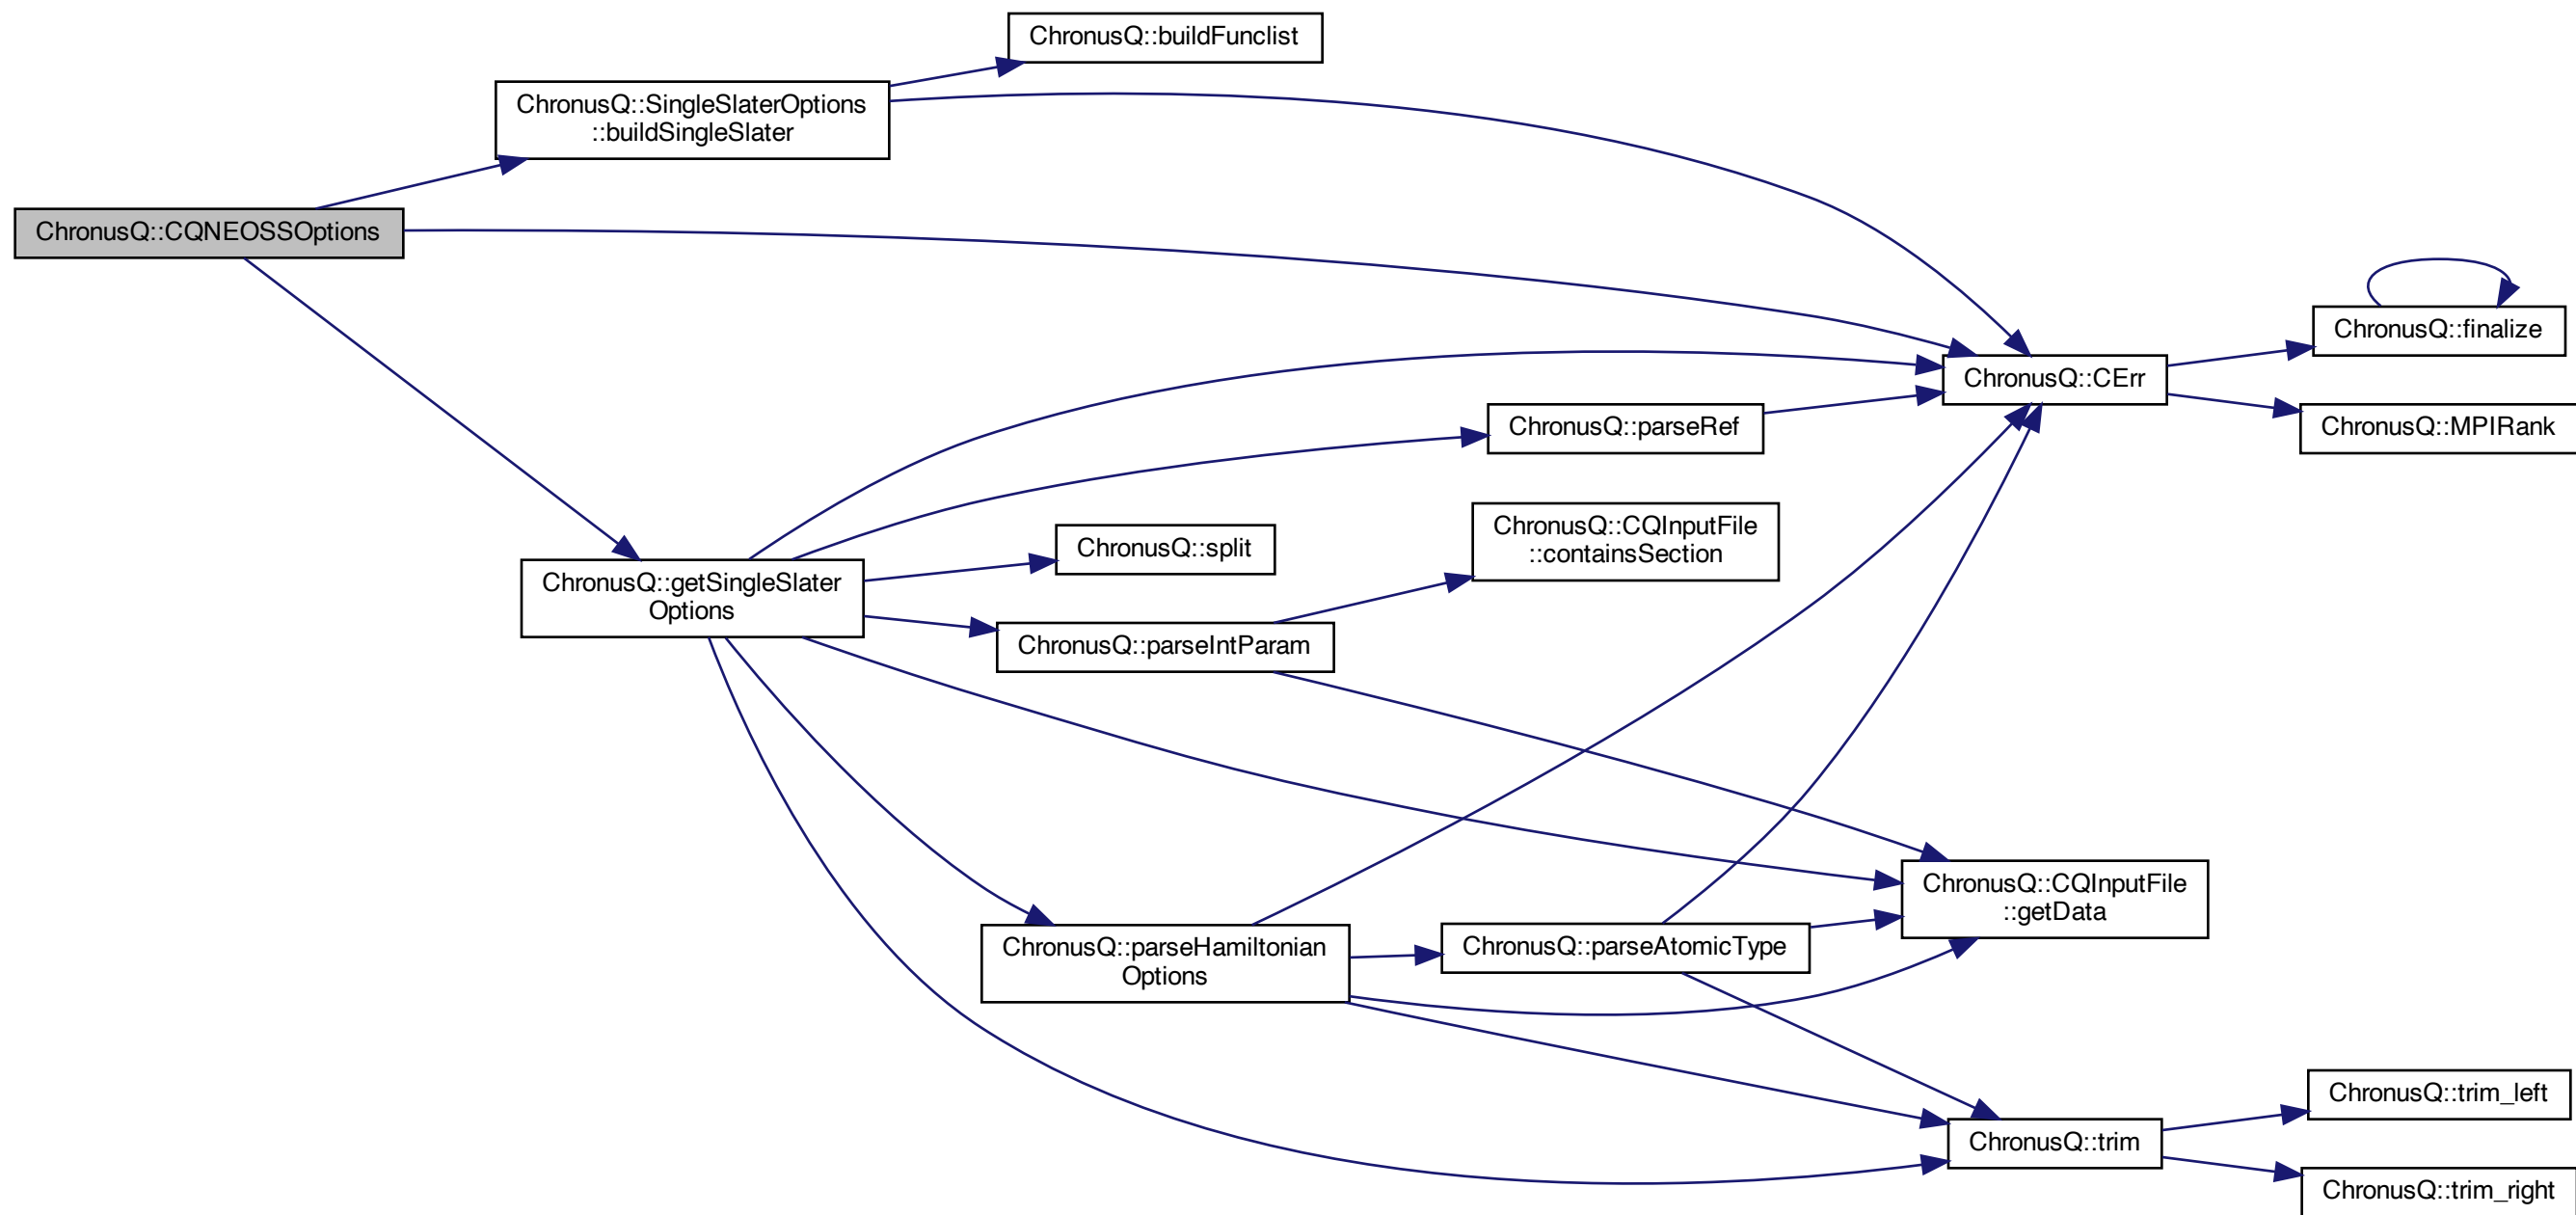 ChronusQ::buildFunclist
ChronusQ::SingleSlaterOptions
::buildSingleSlater
ChronusQ::CQNEOSSOptions
ChronusQ::finalize
ChronusQ::CErr
ChronusQ::parseRef
ChronusQ::MPIRank
ChronusQ::CQInputFile
::containsSection
ChronusQ::split
ChronusQ::getSingleSlater
Options
ChronusQ::parseIntParam
ChronusQ::CQInputFile
::getData
ChronusQ::parseHamiltonian
Options
ChronusQ::parseAtomicType
ChronusQ::trim_left
ChronusQ::trim
ChronusQ::trim_right